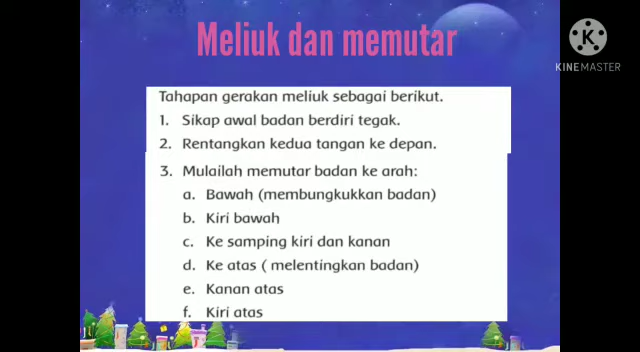 Meliuk dan memutar
KINEMASTER
Tahapan gerakan meliuk sebagai berikut.
1. Sikap awal badan berdiri tegak.
2. Rentangkan kedua tangan ke depan.
3. Mulailah memutar badan ke arah:
a. Bawah (membungkukkan badan)
b. Kiri bawah
c. Ke samping kiri dan kanan
d. Ke atas ( melentingkan badan)
e. Kanan atas
f. Kiri atas